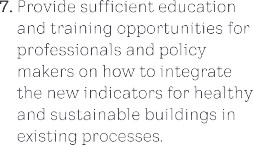 7. Provide sufficient education
and training opportunities for
professionals and policy
makers on how to integrate
the new indicators for healthy
and sustainable buildings in
existing processes.